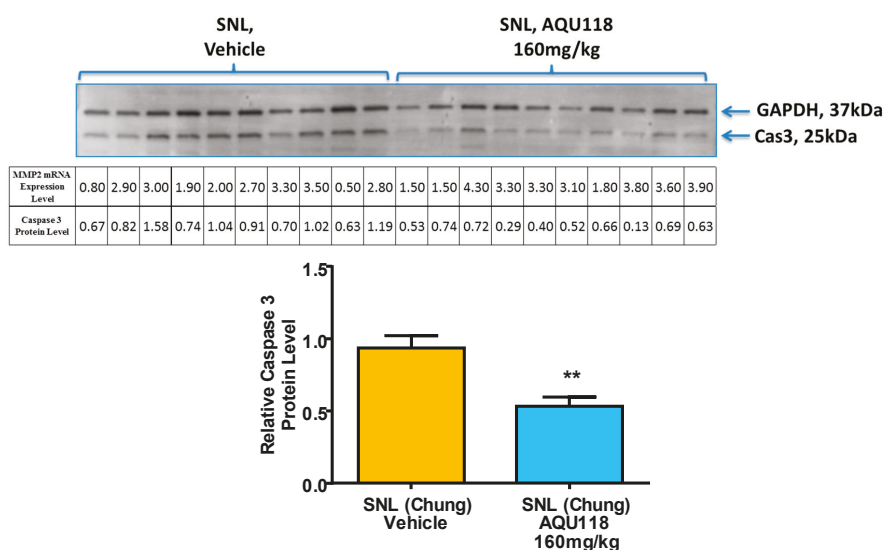 SNL,
Vehicle
SNL, AQU118
160mg/kg
GAPDH, 37kDa
Cas3, 25kDa
MMP2 mRNA
Expression
Level
0.80 2.90 3.00 1.90 2.00 2.70 3.30 3.50 0.50 2.80 1.50 1.50 4.30 3.30 3.30 3.10 1.80 3.80 3.60 3.90
Caspase 3
Protein Level
0.67 0.82 1.58 0.74 1.04 0.91 0.70 1.02 0.63 1.19 0.53 0.74 0.72 0.29 0.40 0.52 0.66 0.13 0.69 0.63
Relative Caspase 3
Protein Level
1.5
1.0
0.5
0.0
**
SNL (Chung)
Vehicle
SNL (Chung)
AQU118
160mg/kg